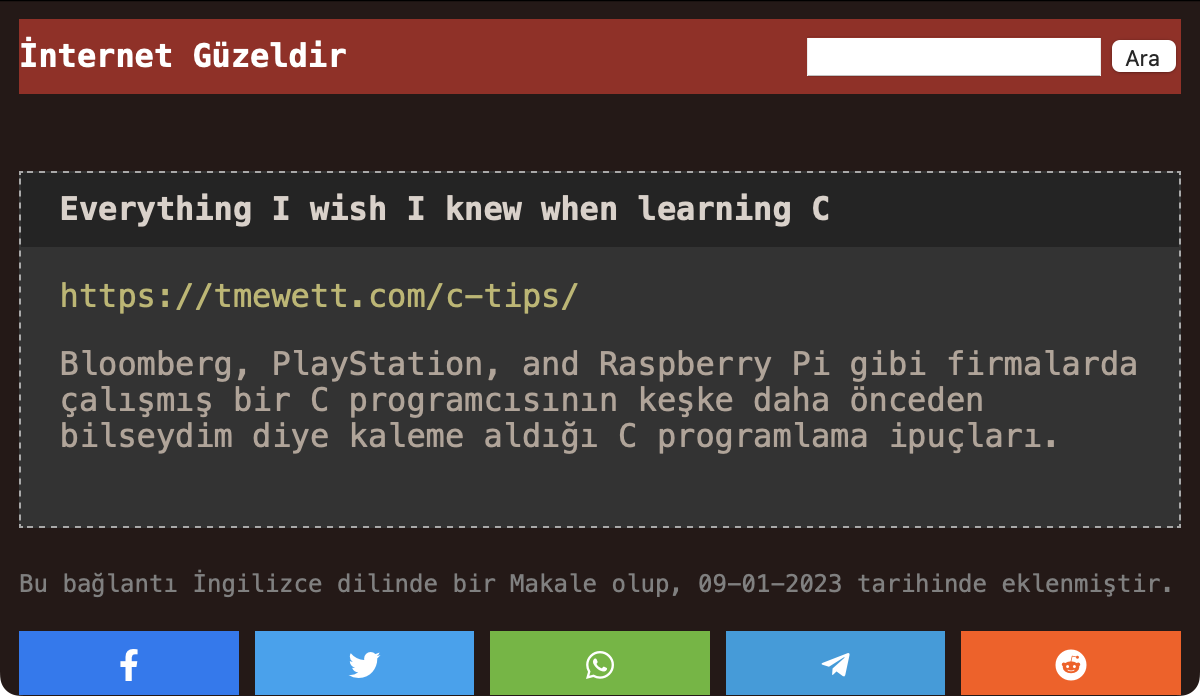 İnternet Güzeldir
Ara
Everything I wish I knew when learning C
https://tmewett.com/c-tips/
Bloomberg, PlayStation, and Raspberry Pi gibi firmalarda
çalışmış bir C programcısının keşke daha önceden
bilseydim diye kaleme aldığı C programlama ipuçları.
Bu bağlantı İngilizce dilinde bir Makale olup, 09-01-2023 tarihinde eklenmiştir.